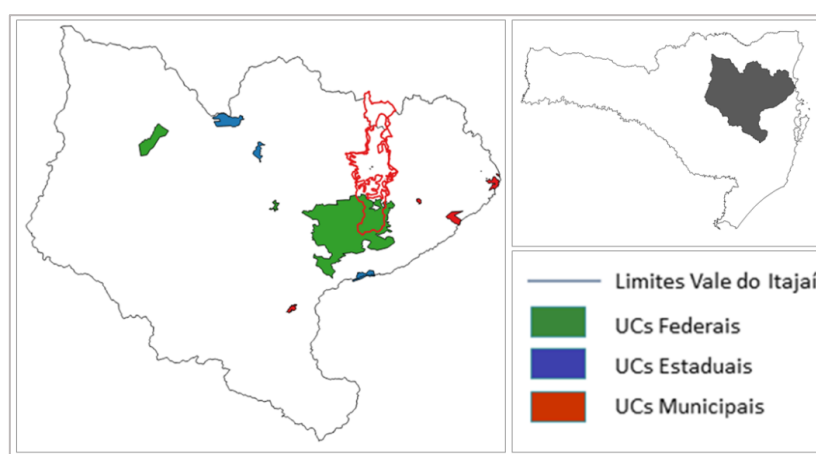 Limites Vale do Itajaí
UCs Federais
UCs Estaduais
UCs Municipais